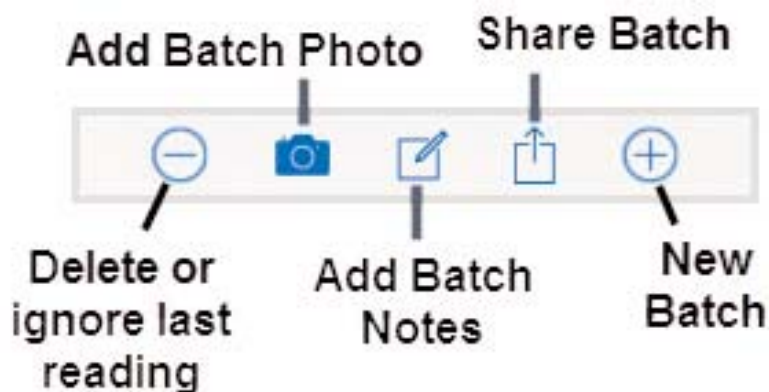 Add Batch Photo
Share Batch
Delete or
ignore last
reading
Add Batch
Notes
New
Batch